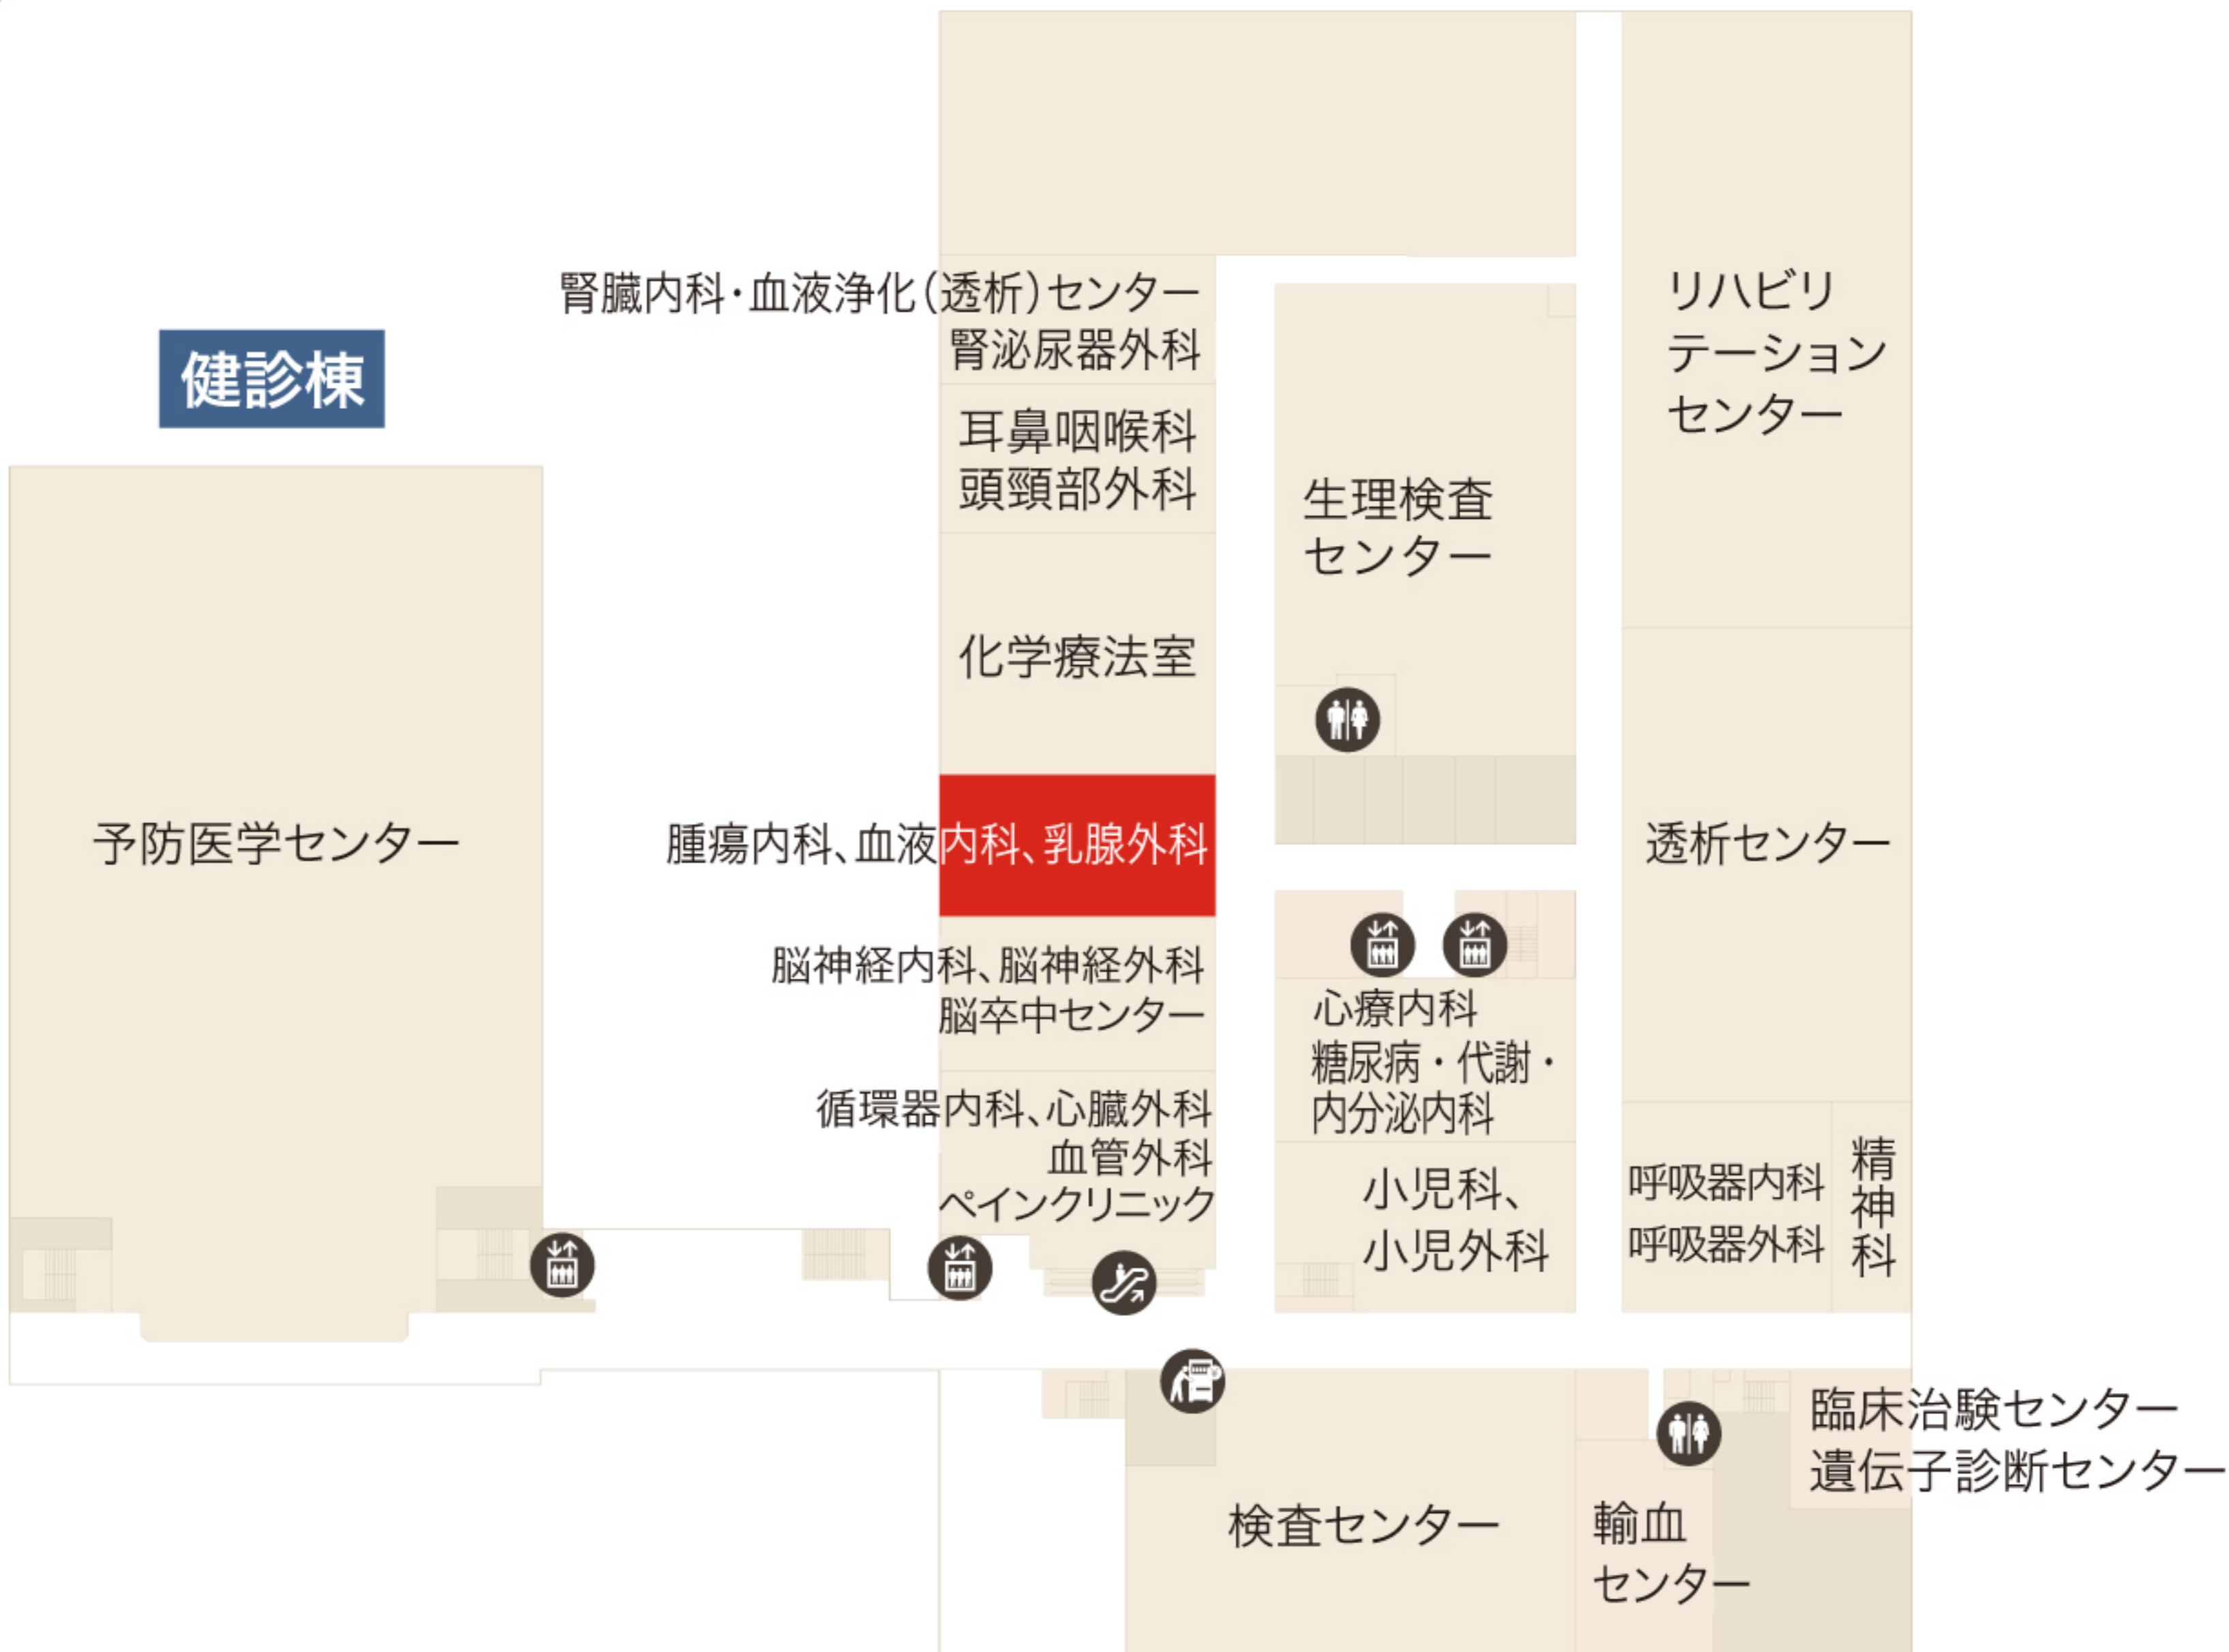 腎臓内科・血液浄化(透析)センター
腎泌尿器外科
リハビリ
テーション
センター
健診棟
耳鼻咽喉科
頭頸部外科
生理検査
センター
化学療法室
予防医学センター
腫瘍内科、血液内科、乳腺外科
透析センター
脳神経内科、脳神経外科
脳卒中センター
心療内科
糖尿病・代謝・
内分泌内科
循環器内科、心臓外科
血管外科
ペインクリニック
小児科、
小児外科
呼吸器内科
呼吸器外科
精神科
臨床治験センター
遺伝子診断センター
検査センター
輸血
センター